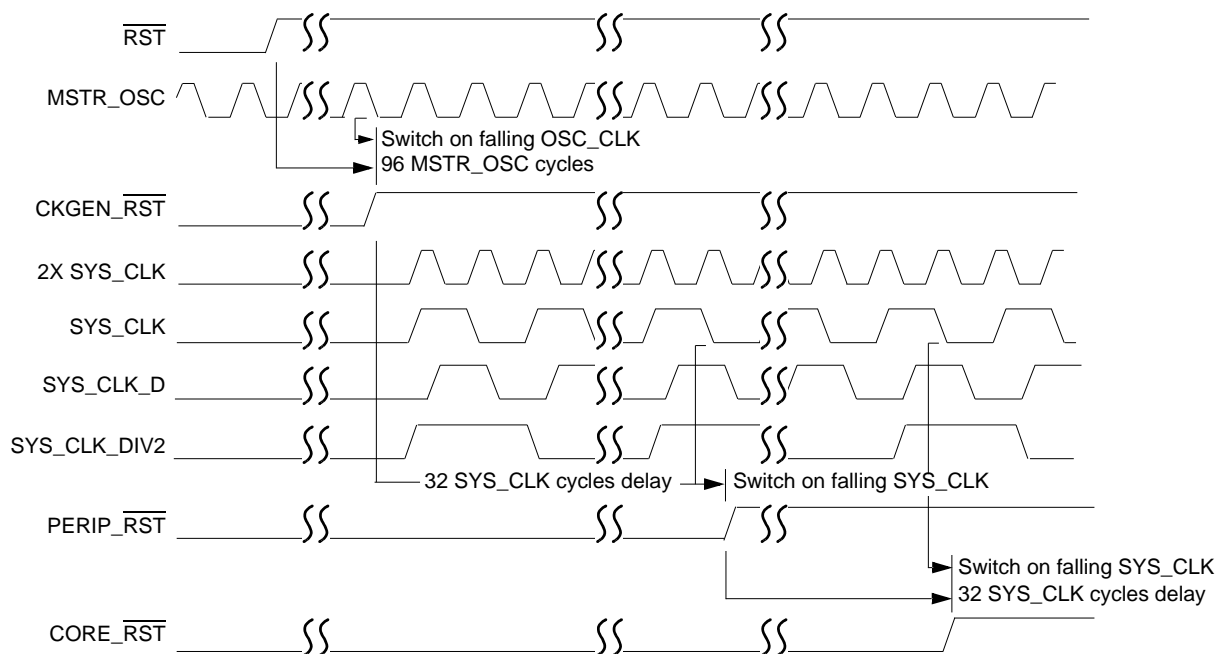 RST
MSTR_OSC
Switch on falling OSC_CLK
96 MSTR_OSC cycles
CKGEN_RST
2X SYS_CLK
SYS_CLK
SYS_CLK_D
SYS_CLK_DIV2
32 SYS_CLK cycles delay
Switch on falling SYS_CLK
PERIP_RST
Switch on falling SYS_CLK
32 SYS_CLK cycles delay
CORE_RST